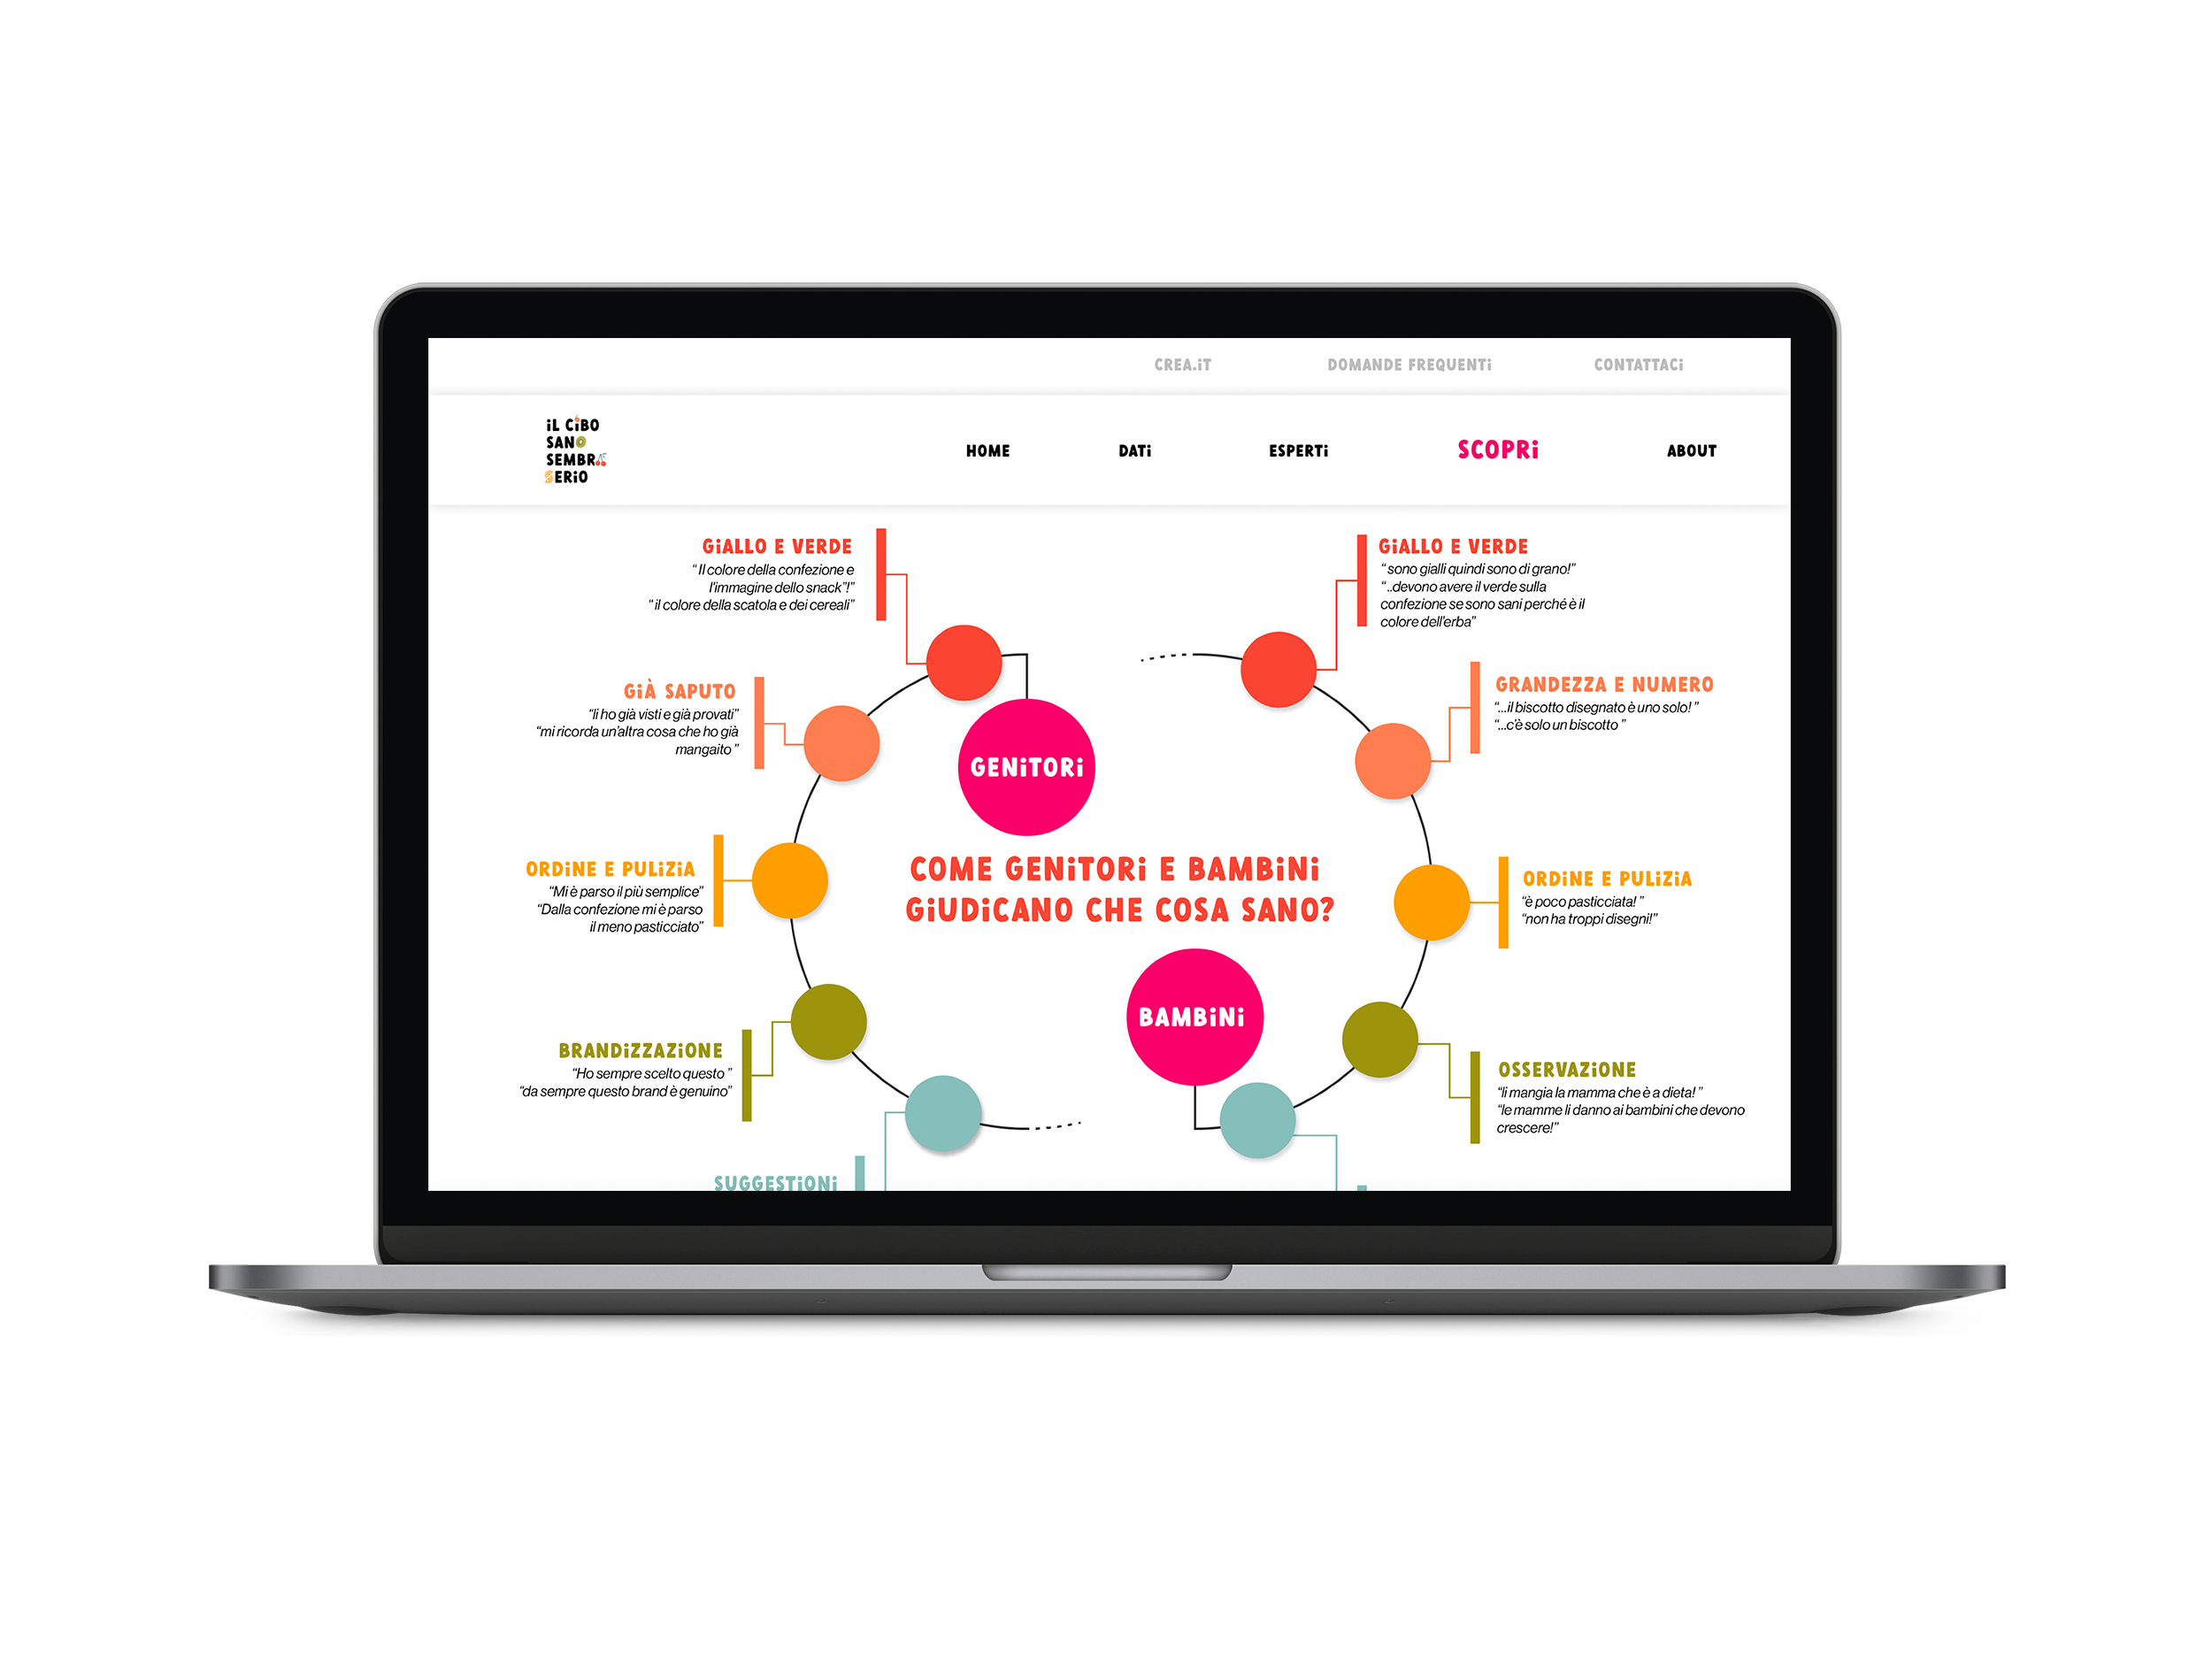 CREA.iT
DOMANDE FREQUENTi
CONTATTACi
iL CiBO
SANO
SEMBRA
SERiO
HOME
DATi
ESPERTi
SCOPRi
ABOUT
GiALLO E VERDE
“ Il colore della confezione e
l'immagine dello snack”!”
“ il colore della scatola e dei cereali”
GiÀ SAPUTO
“li ho già visti e già provati”
“mi ricorda un’altra cosa che ho già
mangaito ”
ORDiNE E PULiZiA
“Mi è parso il più semplice”
“Dalla confezione mi è parso
il meno pasticciato”
BRANDiZZAZiONE
“Ho sempre scelto questo ”
“da sempre questo brand è genuino”
SUGGESTiONi
GENiTORi
COME GENiTORi E BAMBiNi
GiUDiCANO CHE COSA SANO?
BAMBiNi
GiALLO E VERDE
“ sono gialli quindi sono di grano!”
“ ..devono avere il verde sulla
confezione se sono sani perché è il
colore dell’erba”
GRANDEZZA E NUMERO
“...il biscotto disegnato è uno solo! ”
“...c’è solo un biscotto ”
ORDiNE E PULiZiA
“è poco pasticciata! ”
“non ha troppi disegni!”
OSSERVAZiONE
“li mangia la mamma che è a dieta! ”
“le mamme li danno ai bambini che devono
crescere!”